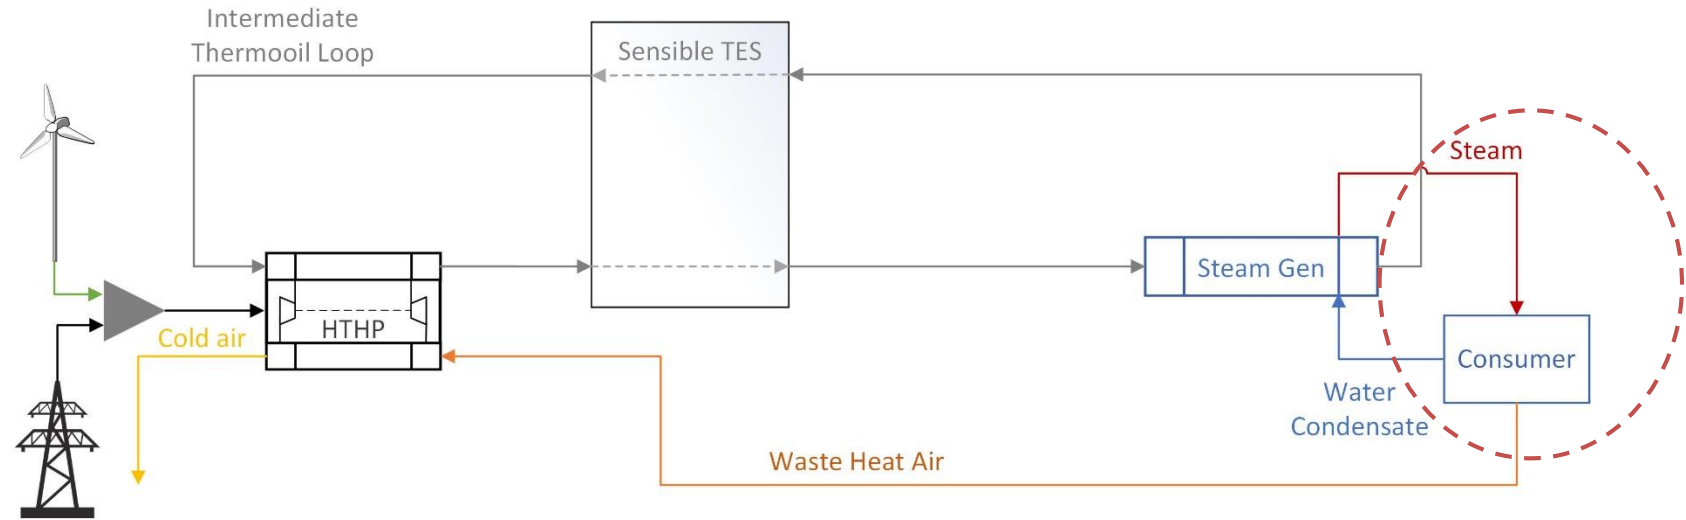 Intermediate
Thermooil Loop
Sensible TES
Steam
Steam Gen
HTHP
Cold air
Consumer
Water
Condensate
Waste Heat Air